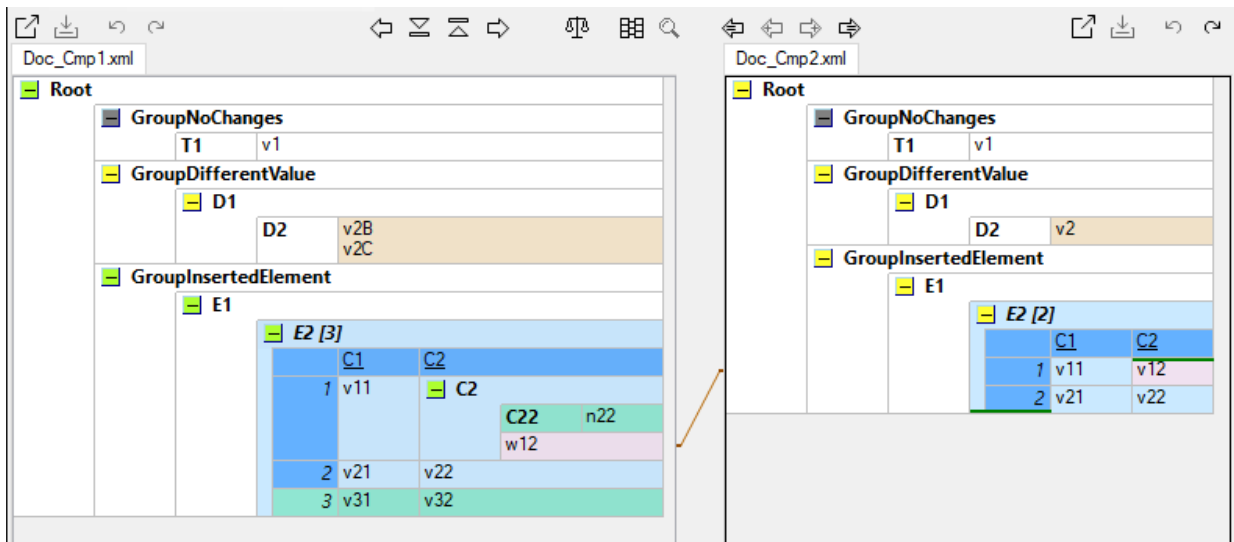 Doc_Cmp1.xml
Root
GroupNoChanges
T1 v1
GroupDifferentValue
D1
D2 v2B
v2C
GroupInsertedElement
E1
E2 [3]
C1 C2
1 v11 C2
C22 n22
w12
2 v21 v22
3 v31 v32
Doc_Cmp2.xml
Root
GroupNoChanges
T1 v1
GroupDifferentValue
D1
D2 v2
GroupInsertedElement
E1
E2 [2]
C1 C2
1 v11 v12
2 v21 v22